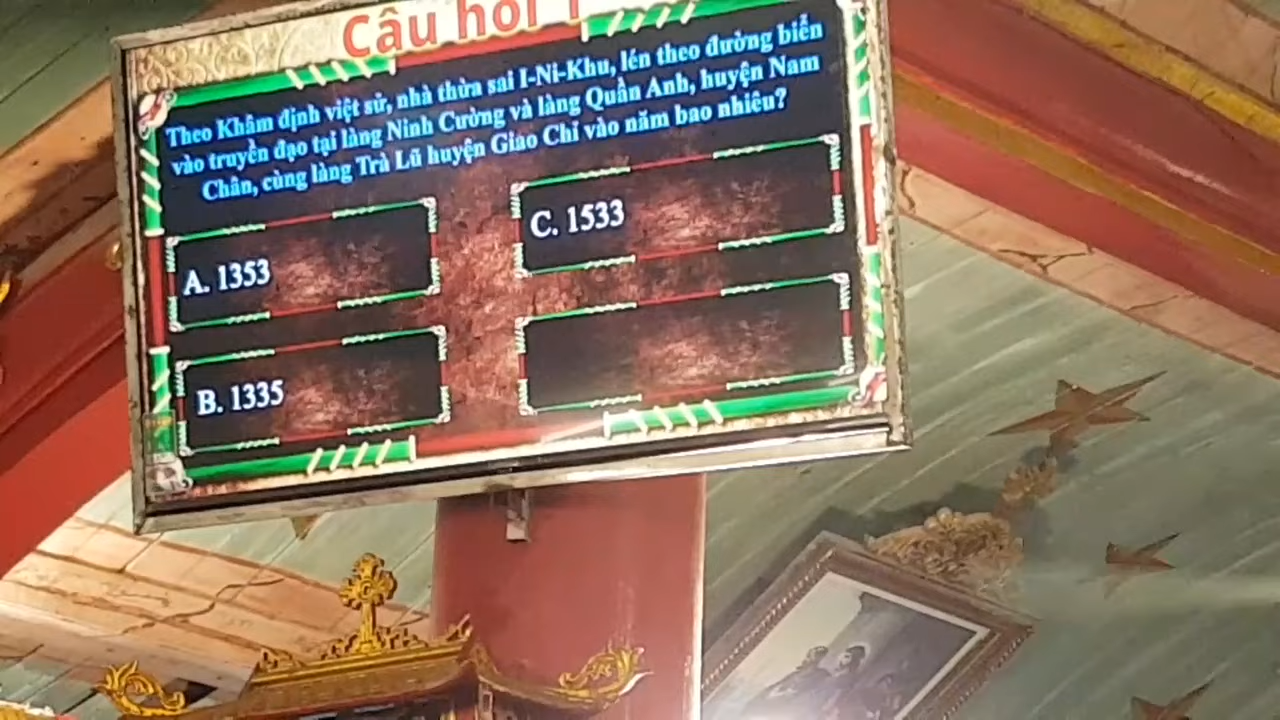 Câu hỏi 1
Theo Khâm định việt sử, nhà thừa sai I-Ni-Khu, lén theo đường biển
vào truyền đạo tại làng Ninh Cường và làng Quần Anh, huyện Nam
Chân, cùng làng Trà Lũ huyện Giao Chỉ vào năm bao nhiêu?
A. 1353
C. 1533
B. 1335